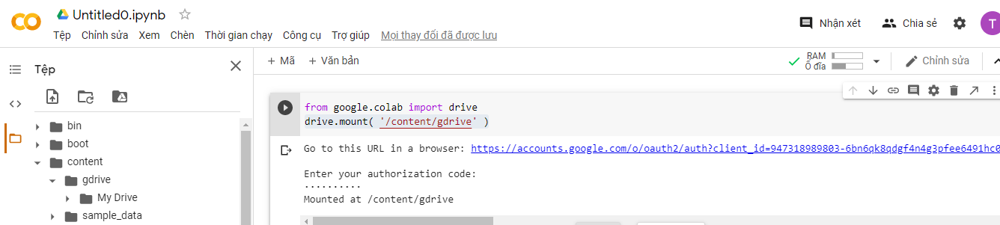 Untitled0.ipynb
Nhận xét
Chia sẻ
T
Tệp Chỉnh sửa Xem Chèn Thời gian chạy Công cụ Trợ giúp Mọi thay đổi đã được lưu
Tệp
+ Mã + Văn bản
RAM
Ổ đĩa
Chỉnh sửa
bin
boot
content
gdrive
My Drive
sample_data
from google.colab import drive
drive.mount( '/content/gdrive' )
Go to this URL in a browser: https://accounts.google.com/o/oauth2/auth?client_id=947318989803-6bn6qk8qdgf4n4g3pfee6491hc0
Enter your authorization code:
··········
Mounted at /content/gdrive